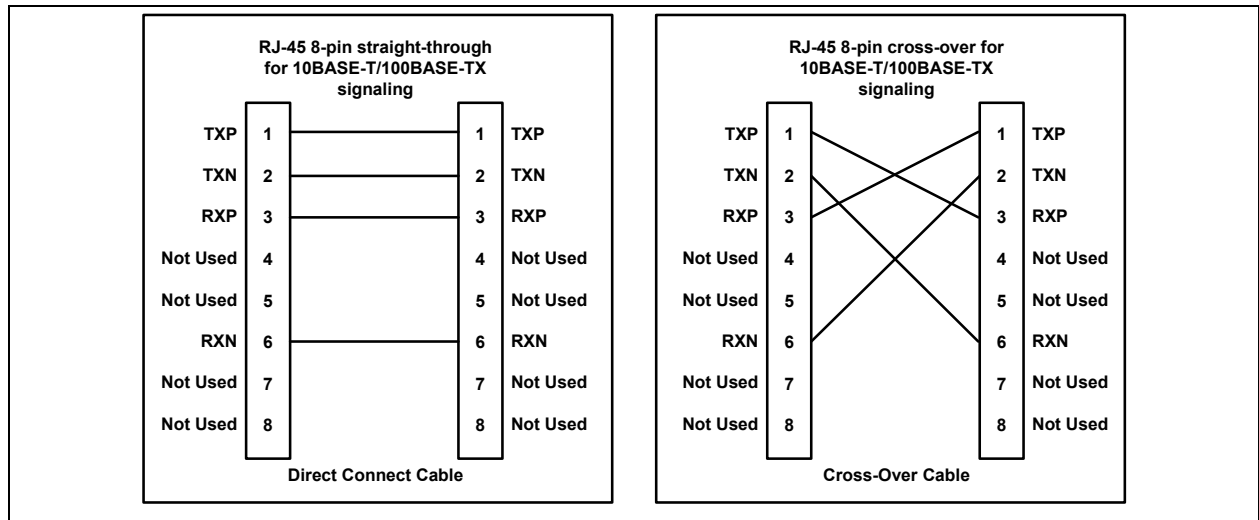 RJ-45 8-pin straight-through
for 10BASE-T/100BASE-TX
signaling
TXP 1 1 TXP
TXN 2 2 TXN
RXP 3 3 RXP
Not Used 4 4 Not Used
Not Used 5 5 Not Used
RXN 6 6 RXN
Not Used 7 7 Not Used
Not Used 8 8 Not Used
Direct Connect Cable
RJ-45 8-pin cross-over for
10BASE-T/100BASE-TX
signaling
TXP 1 1 TXP
TXN 2 2 TXN
RXP 3 3 RXP
Not Used 4 4 Not Used
Not Used 5 5 Not Used
RXN 6 6 RXN
Not Used 7 7 Not Used
Not Used 8 8 Not Used
Cross-Over Cable